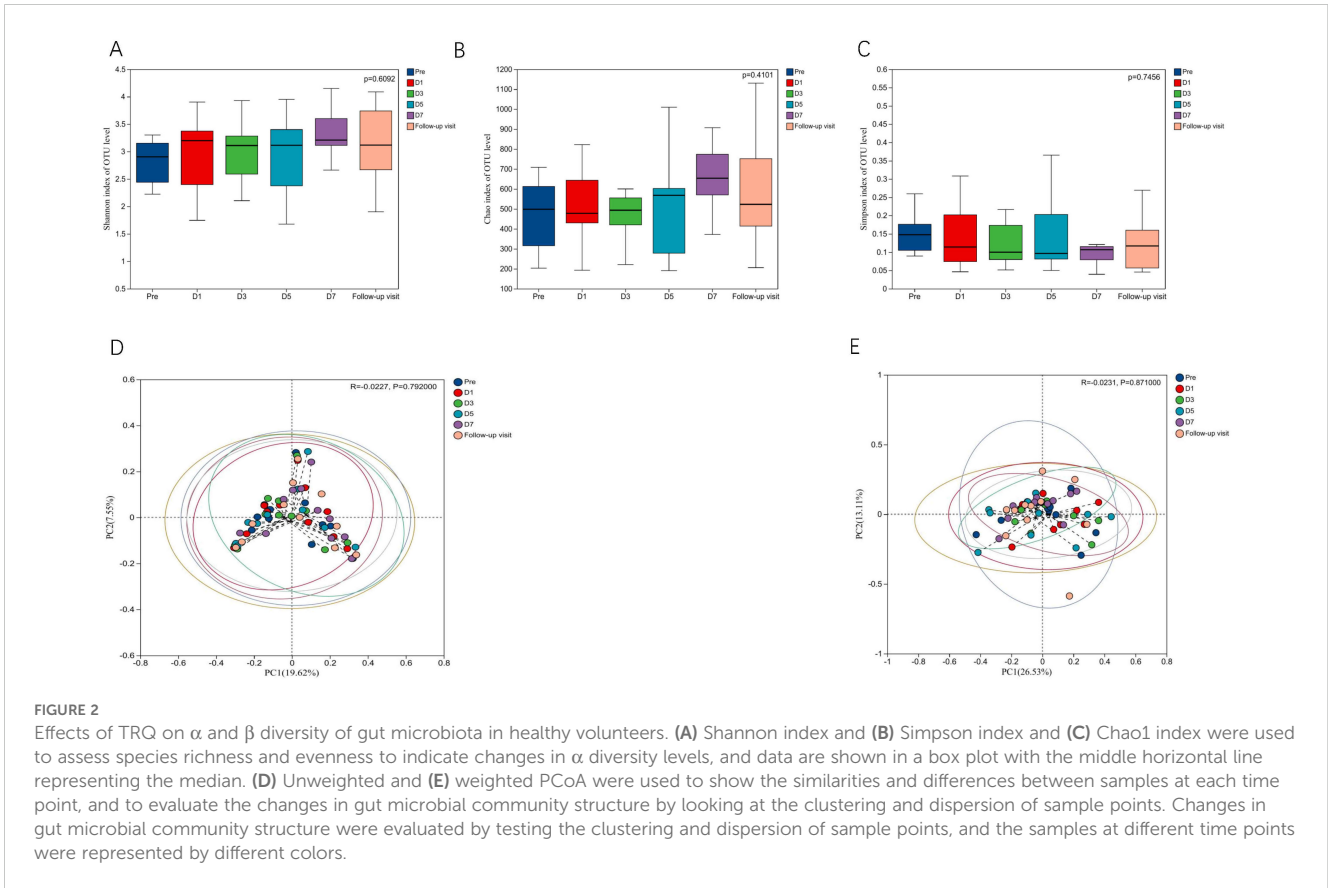 A
Shannon index of OTU level
4.5
4
3.5
3
2.5
2
1.5
1
0.5
p=0.6092
Pre
D1
D3
D5
D7
Follow-up visit
Pre
D1
D3
D5
D7
Follow-up visit
B
Chao index of OTU level
1200
1100
1000
900
800
700
600
500
400
300
200
100
p=0.4101
Pre
D1
D3
D5
D7
Follow-up visit
Pre
D1
D3
D5
D7
Follow-up visit
C
Simpson index of OTU level
0.6
0.55
0.5
0.45
0.4
0.35
0.3
0.25
0.2
0.15
0.1
0.05
0
p=0.7456
Pre
D1
D3
D5
D7
Follow-up visit
Pre
D1
D3
D5
D7
Follow-up visit
D
PC2(7.55%)
0.6
0.4
0.2
0
-0.2
-0.4
-0.6
R=-0.0227, P=0.792000
Pre
D1
D3
D5
D7
Follow-up visit
-0.8
-0.6
-0.4
-0.2
0
0.2
0.4
0.6
0.8
PC1(19.62%)
E
PC2(13.11%)
1
0.5
0
-0.5
-1
R=-0.0231, P=0.871000
Pre
D1
D3
D5
D7
Follow-up visit
-1
-0.8
-0.6
-0.4
-0.2
0
0.2
0.4
0.6
0.8
1
PC1(26.53%)
FIGURE 2
Effects of TRQ on α and β diversity of gut microbiota in healthy volunteers. (A) Shannon index and (B) Simpson index and (C) Chao1 index were used
to assess species richness and evenness to indicate changes in α diversity levels, and data are shown in a box plot with the middle horizontal line
representing the median. (D) Unweighted and (E) weighted PCoA were used to show the similarities and differences between samples at each time
point, and to evaluate the changes in gut microbial community structure by looking at the clustering and dispersion of sample points. Changes in
gut microbial community structure were evaluated by testing the clustering and dispersion of sample points, and the samples at different time points
were represented by different colors.